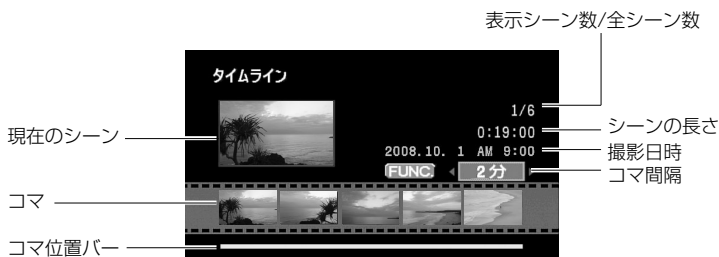 表示シーン数/全シーン数
タイムライン
1/6
0:19:00
2008.10. 1 AM 9:00
FUNC. 2分
現在のシーン
シーンの長さ
撮影日時
コマ間隔
コマ
コマ位置バー